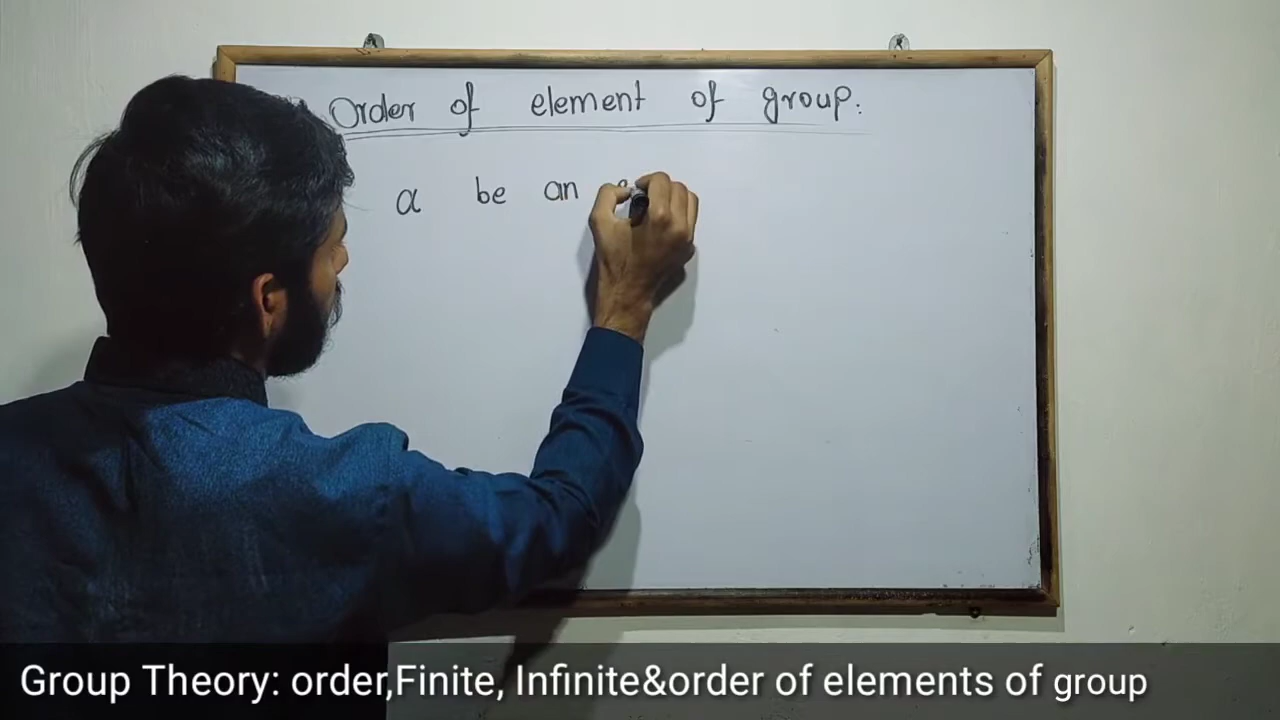 Order of element of group.
a be an
Group Theory: order,Finite, Infinite&order of elements of group